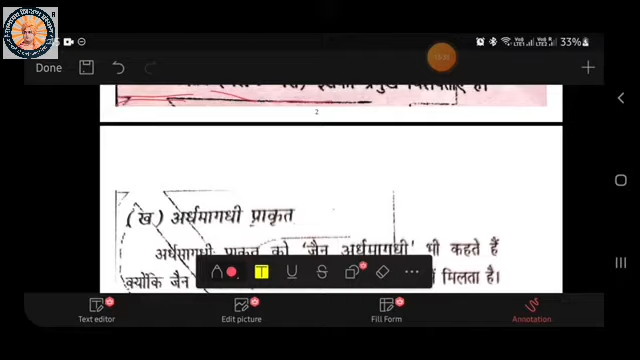 33%
Done
2
(ख) अर्धमागधी प्राकृत
अर्धमागधी प्राकृत को 'जैन अर्धमागधी' भी कहते हैं
क्योंकि जैन मिलता है।
Text editor
Edit picture
Fill Form
Annotation